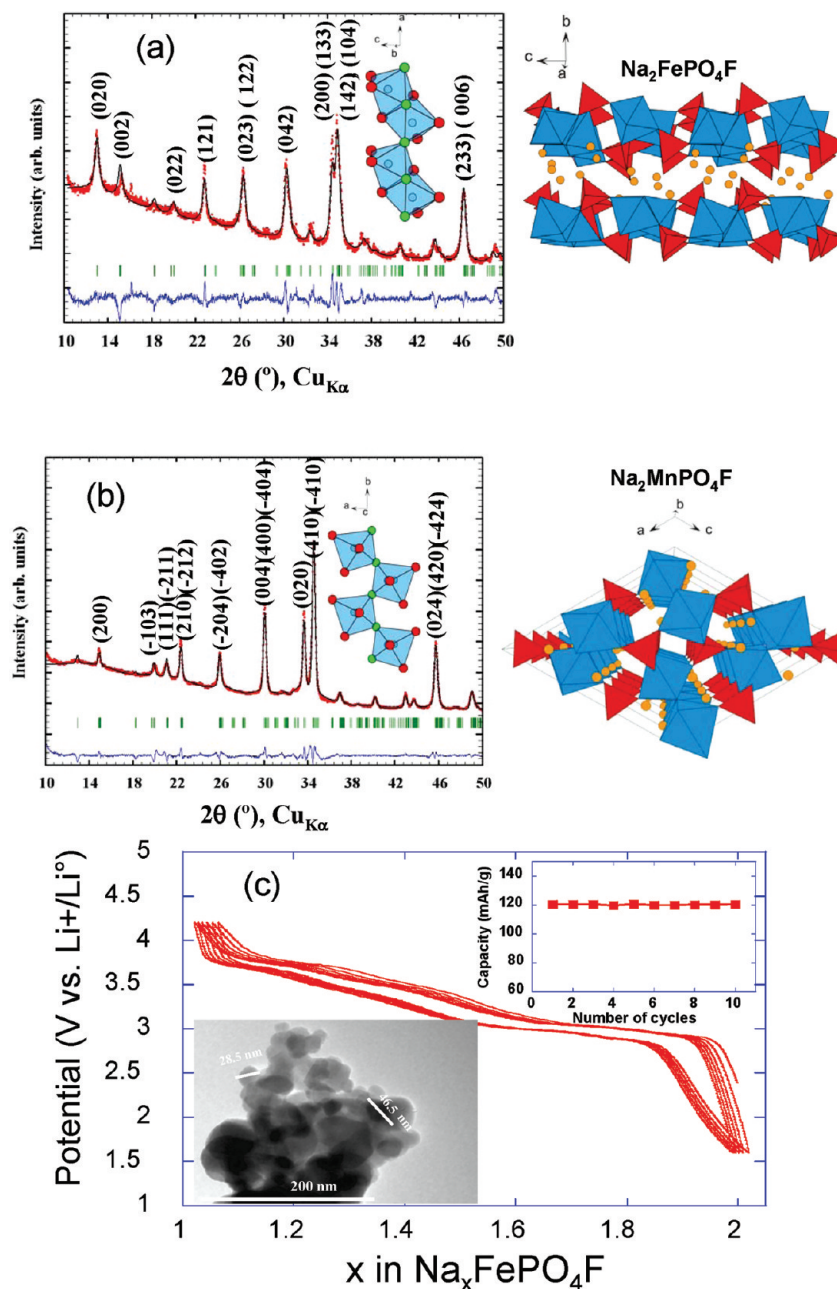 (a)
(020)
(002)
(022)
(121)
(023) ( 122)
(042)
(200) (133)
(142) (104)
(233) ( 006)
a
c
b
Intensity (arb. units)
10 14 18 22 26 30 34 38 42 46 50
2θ (º), Cu Kα
b
c
a
Na2FePO4F
(b)
(200)
(-103)
(111)(-211)
(210)(-212)
(-204)(-402)
(004)(400)(-404)
(020)
(410)(-410)
(024)(420)(-424)
b
a
c
Intensity (arb. units)
10 14 18 22 26 30 34 38 42 46 50
2θ (º), Cu Kα
Na2MnPO4F
b
a
c
(c)
Potential (V vs. Li+/Li°)
5
4.5
4
3.5
3
2.5
2
1.5
1
1 1.2 1.4 1.6 1.8 2
x in NaxFePO4F
Capacity (mAh/g)
140
120
100
80
60
0 2 4 6 8 10
Number of cycles
28.5 nm
46.5 nm
200 nm